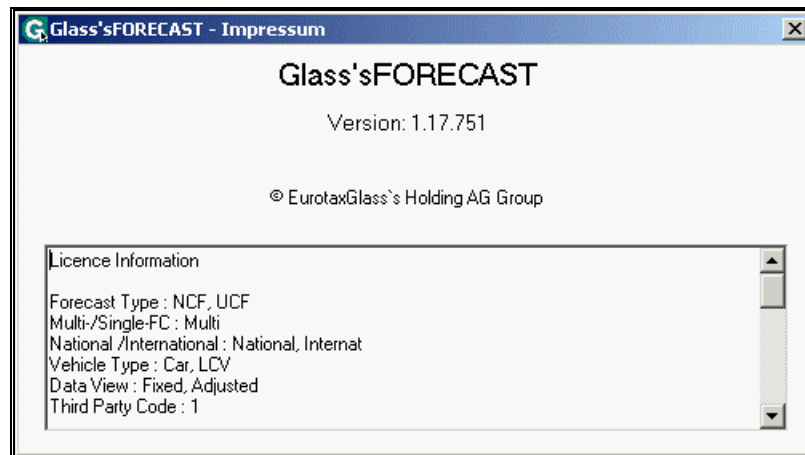 Glass'sFORECAST - Impressum
Glass'sFORECAST
Version: 1.17.751
© EurotaxGlass`s Holding AG Group
Licence Information
Forecast Type : NCF, UCF
Multi-/Single-FC : Multi
National /International : National, Internat
Vehicle Type : Car, LCV
Data View : Fixed, Adjusted
Third Party Code : 1